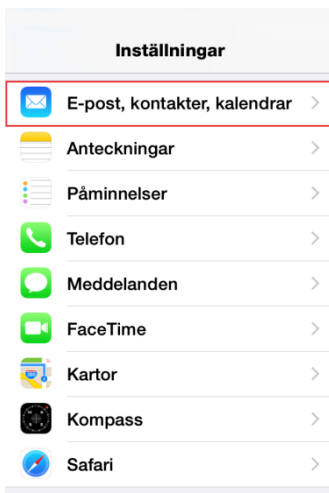 Inställningar
E-post, kontakter, kalendrar
Anteckningar
Påminnelser
Telefon
Meddelanden
FaceTime
Kartor
Kompass
Safari